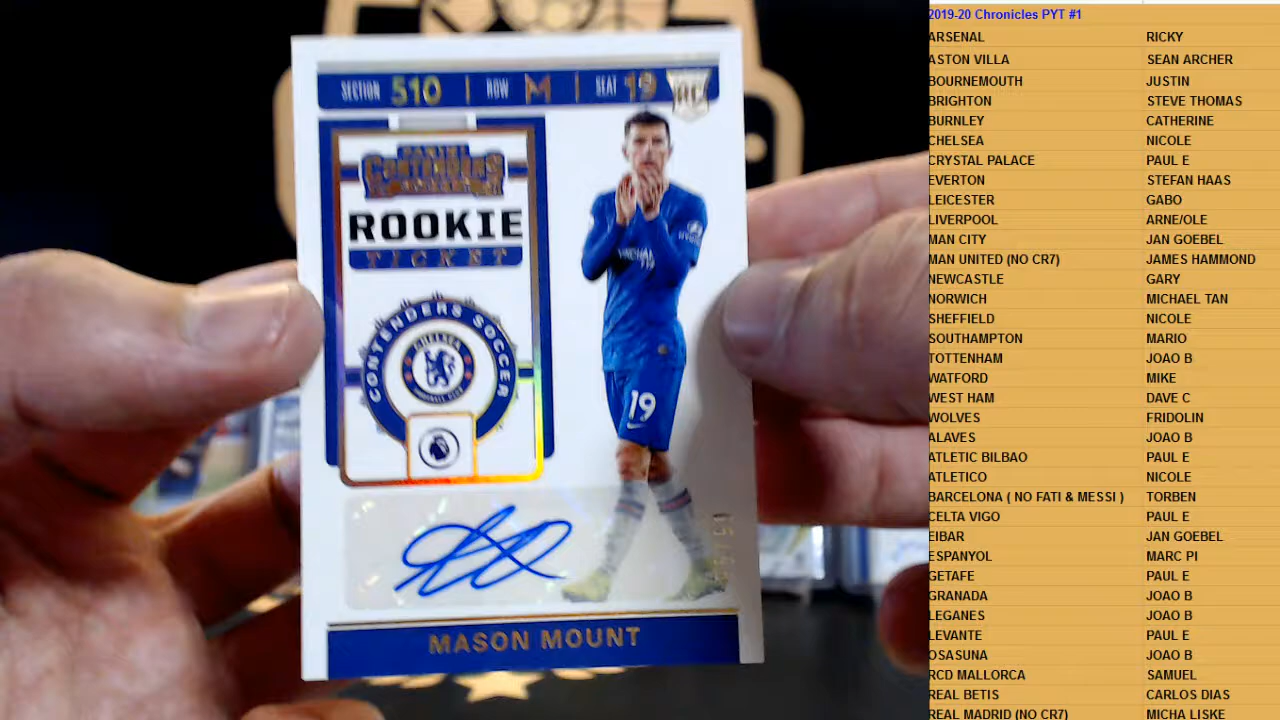 SECTION 510 | ROW M | SEAT 19 RC
PANINI
CONTENDERS
ROOKIE
TICKET
CONTENDERS SOCCER
CHELSEA
FOOTBALL CLUB
19
MASON MOUNT
2019-20 Chronicles PYT #1
ARSENAL RICKY
ASTON VILLA SEAN ARCHER
BOURNEMOUTH JUSTIN
BRIGHTON STEVE THOMAS
BURNLEY CATHERINE
CHELSEA NICOLE
CRYSTAL PALACE PAUL E
EVERTON STEFAN HAAS
LEICESTER GABO
LIVERPOOL ARNE/OLE
MAN CITY JAN GOEBEL
MAN UNITED (NO CR7) JAMES HAMMOND
NEWCASTLE GARY
NORWICH MICHAEL TAN
SHEFFIELD NICOLE
SOUTHAMPTON MARIO
TOTTENHAM JOAO B
WATFORD MIKE
WEST HAM DAVE C
WOLVES FRIDOLIN
ALAVES JOAO B
ATLETIC BILBAO PAUL E
ATLETICO NICOLE
BARCELONA ( NO FATI & MESSI ) TORBEN
CELTA VIGO PAUL E
EIBAR JAN GOEBEL
ESPANYOL MARC PI
GETAFE PAUL E
GRANADA JOAO B
LEGANES JOAO B
LEVANTE PAUL E
OSASUNA JOAO B
RCD MALLORCA SAMUEL
REAL BETIS CARLOS DIAS
REAL MADRID (NO CR7) MICHA LISKE